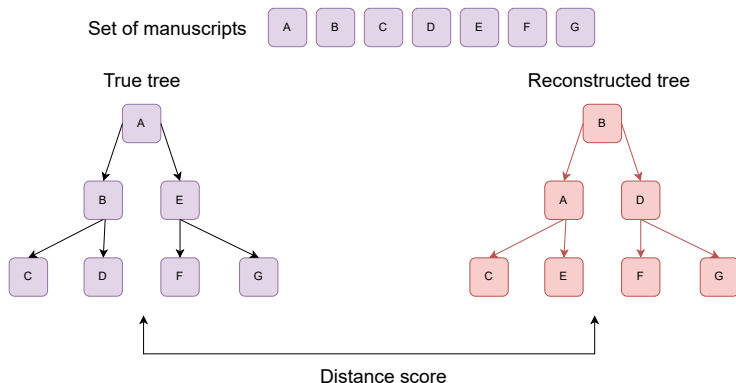 Set of manuscripts A B C D E F G
True tree Reconstructed tree
A B
B E A D
C D F G C E F G
Distance score